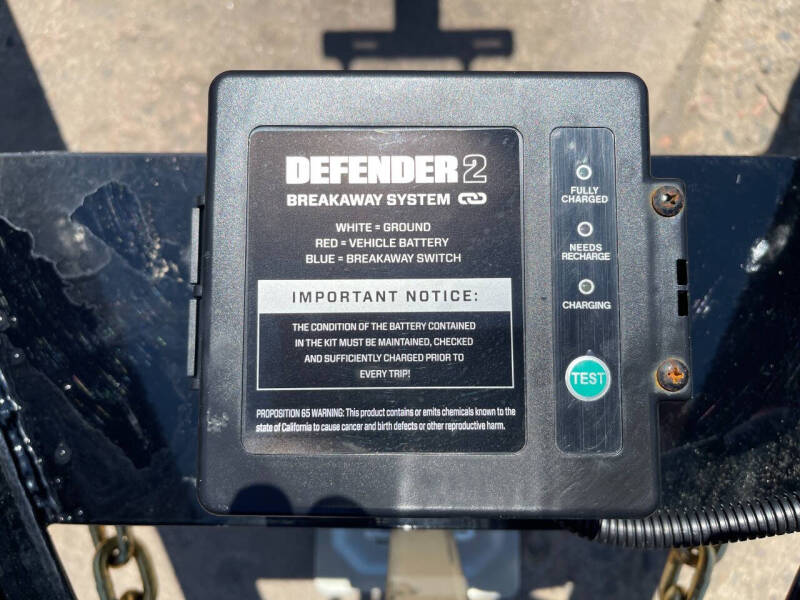 DEFENDER 2
BREAKAWAY SYSTEM
WHITE = GROUND
RED = VEHICLE BATTERY
BLUE = BREAKAWAY SWITCH
IMPORTANT NOTICE:
THE CONDITION OF THE BATTERY CONTAINED
IN THE KIT MUST BE MAINTAINED, CHECKED
AND SUFFICIENTLY CHARGED PRIOR TO
EVERY TRIP!
PROPOSITION 65 WARNING: This product contains or emits chemicals known to the
state of California to cause cancer and birth defects or other reproductive harm.
FULLY
CHARGED
NEEDS
RECHARGE
CHARGING
TEST